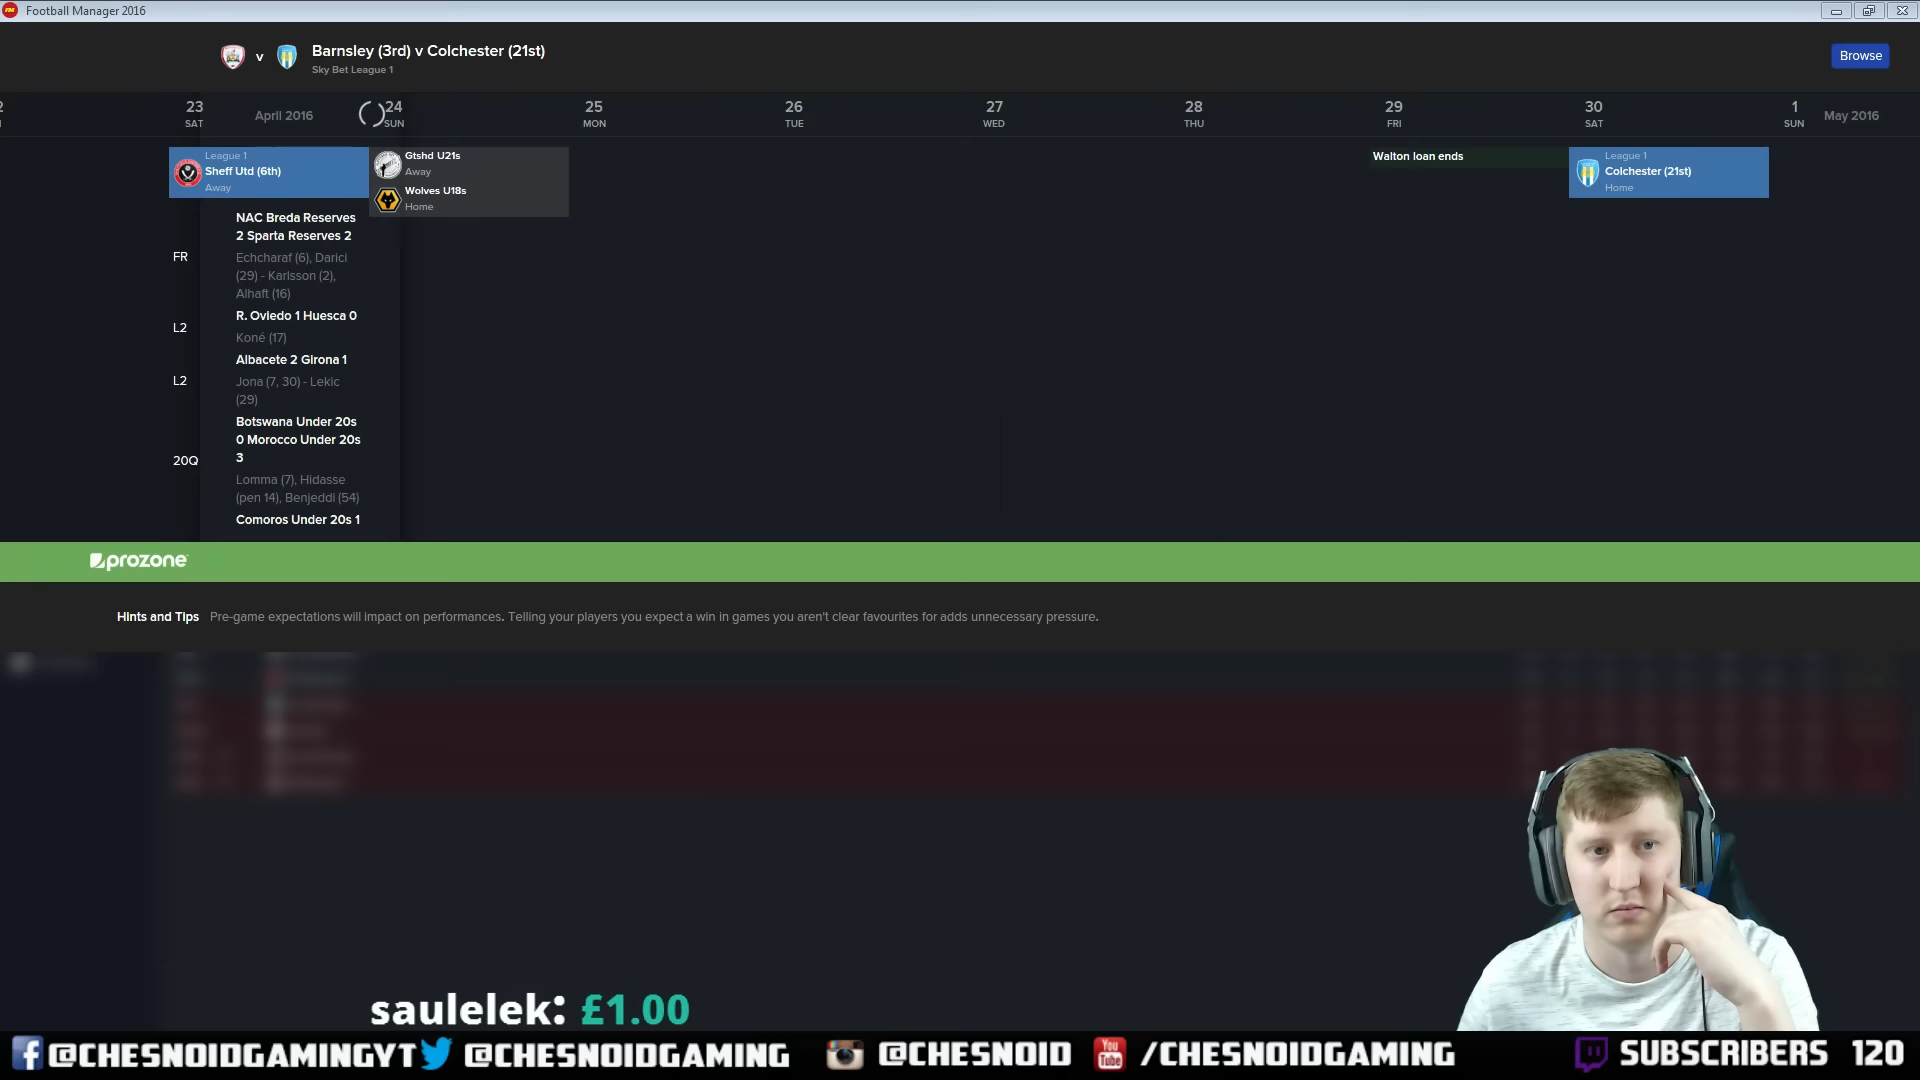 Football Manager 2016
v
Barnsley (3rd) v Colchester (21st)
Sky Bet League 1
Browse
23
SAT
April 2016
24
SUN
25
MON
26
TUE
27
WED
28
THU
29
FRI
30
SAT
1
SUN
May 2016
League 1
Sheff Utd (6th)
Away
Gtshd U21s
Away
Wolves U18s
Home
Walton loan ends
League 1
Colchester (21st)
Home
NAC Breda Reserves
2 Sparta Reserves 2
FR
Echcharaf (6), Darici
(29) - Karlsson (2),
Alhaft (16)
R. Oviedo 1 Huesca 0
L2
Koné (17)
Albacete 2 Girona 1
L2
Jona (7, 30) - Lekic
(29)
Botswana Under 20s
0 Morocco Under 20s
3
20Q
Lomma (7), Hidasse
(pen 14), Benjeddi (54)
Comoros Under 20s 1
prozone
Hints and Tips Pre-game expectations will impact on performances. Telling your players you expect a win in games you aren't clear favourites for adds unnecessary pressure.
saulelek: £1.00
@CHESNOIDGAMINGYT @CHESNOIDGAMING @CHESNOID You Tube /CHESNOIDGAMING SUBSCRIBERS 120